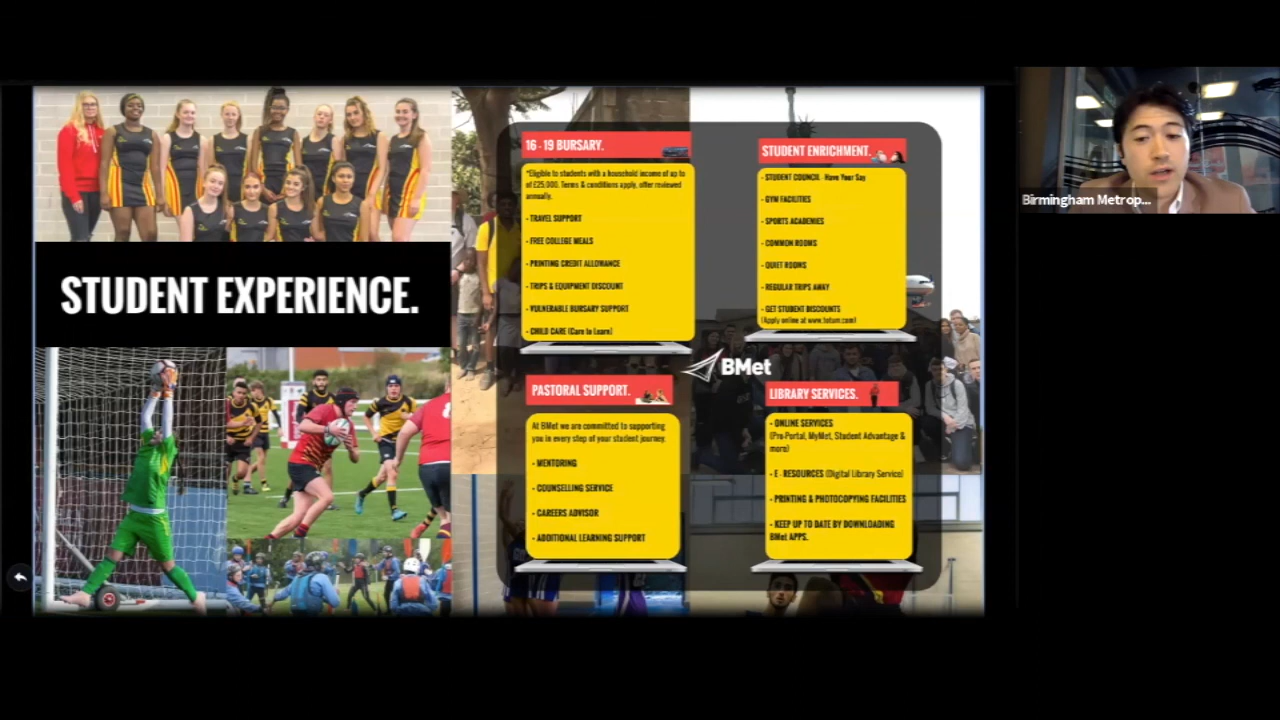 STUDENT EXPERIENCE.
16 - 19 BURSARY.
*Eligible to students with a household income of up to
of £25,000. Terms & conditions apply, offer reviewed
annually.
- TRAVEL SUPPORT
- FREE COLLEGE MEALS
- PRINTING CREDIT ALLOWANCE
- TRIPS & EQUIPMENT DISCOUNT
- VULNERABLE BURSARY SUPPORT
- CHILD CARE (Care to Learn)
STUDENT ENRICHMENT.
- STUDENT COUNCIL - Have Your Say
- GYM FACILITIES
- SPORTS ACADEMIES
- COMMON ROOMS
- QUIET ROOMS
- REGULAR TRIPS AWAY
- GET STUDENT DISCOUNTS
(Apply online at www.totum.com)
BMet
PASTORAL SUPPORT.
At BMet we are committed to supporting
you in every step of your student journey.
- MENTORING
- COUNSELLING SERVICE
- CAREERS ADVISOR
- ADDITIONAL LEARNING SUPPORT
LIBRARY SERVICES.
- ONLINE SERVICES
(Pro-Portal, MyMet, Student Advantage &
more)
- E - RESOURCES (Digital Library Service)
- PRINTING & PHOTOCOPYING FACILITIES
- KEEP UP TO DATE BY DOWNLOADING
BMet APPS.
Birmingham Metrop...